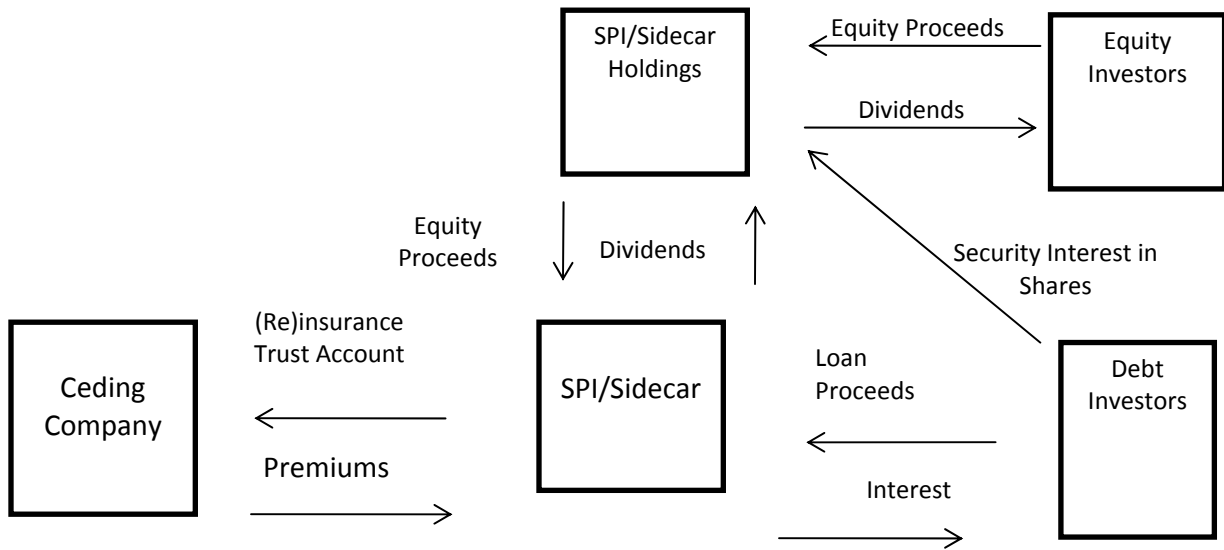 SPI/Sidecar
Holdings
Equity Proceeds
Equity
Investors
Dividends
Equity
Proceeds
Dividends
Security Interest in
Shares
(Re)insurance
Trust Account
Ceding
Company
Premiums
SPI/Sidecar
Loan
Proceeds
Interest
Debt
Investors